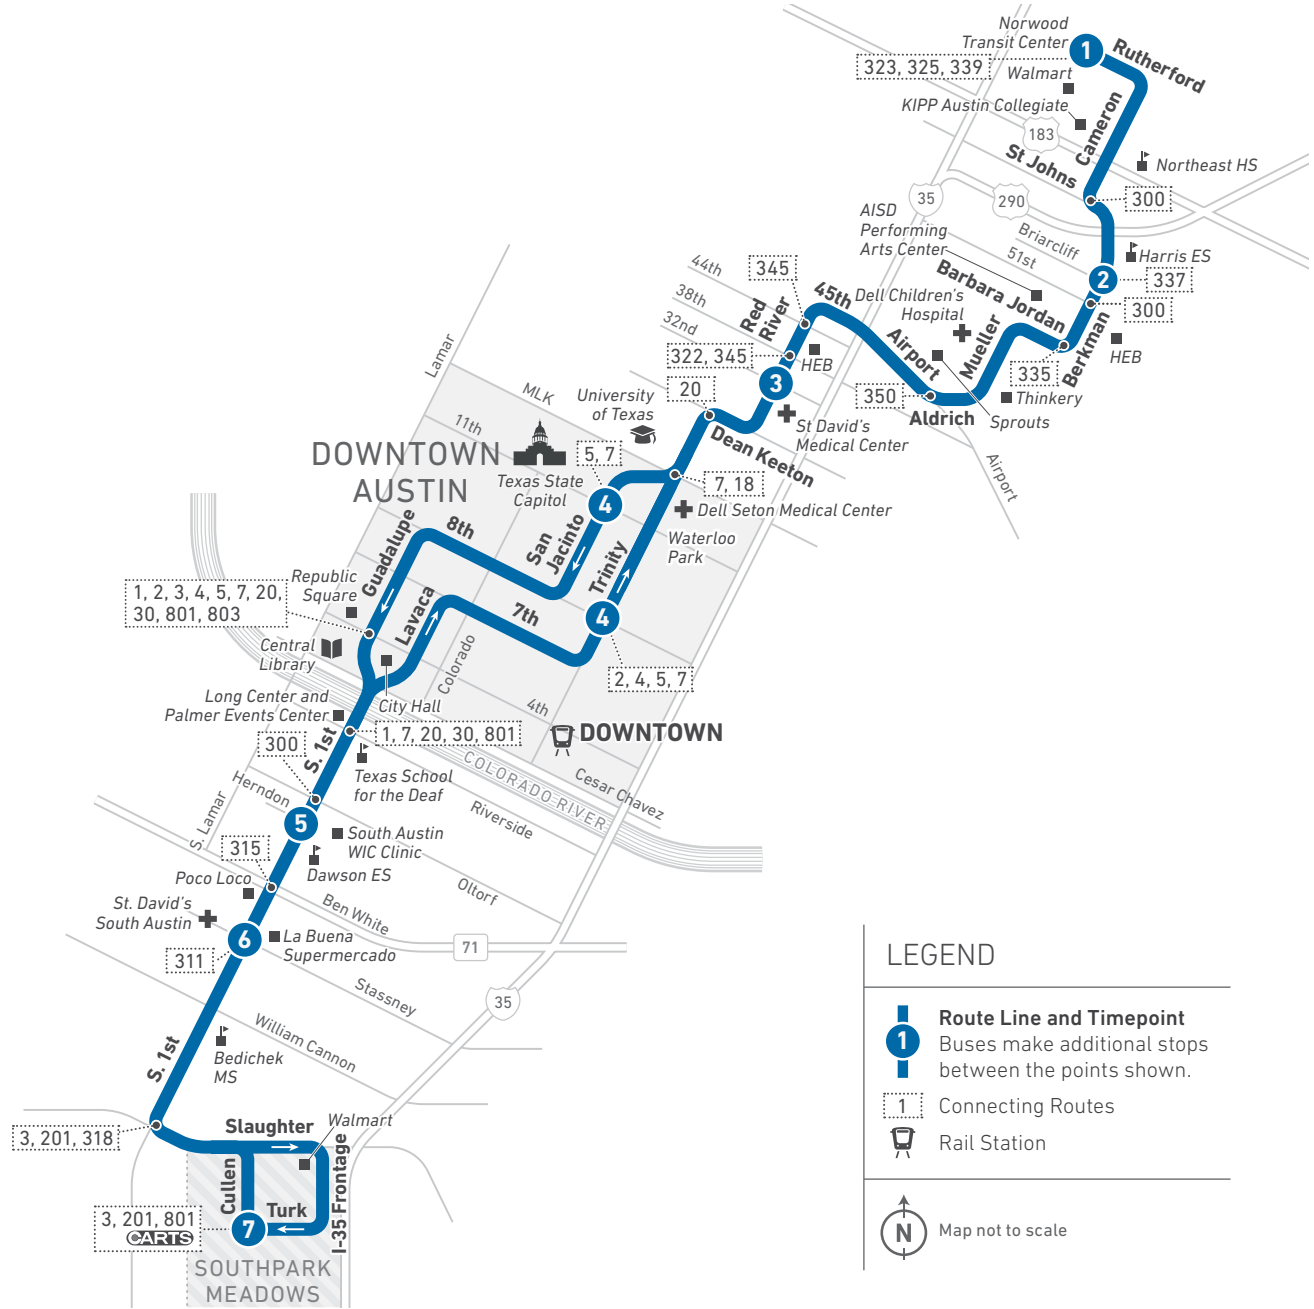 Norwood
Transit Center
1
Rutherford
323, 325, 339
Walmart
KIPP Austin Collegiate
Cameron
183
St Johns
Northeast HS
300
35
290
AISD
Performing
Arts Center
Briarcliff
51st
Harris ES
2
337
300
Barbara Jordan
Berkman
HEB
Dell Children's
Hospital
Mueller
335
Thinkery
Airport
350
Aldrich
Sprouts
Airport
44th
345
45th
38th
Red
River
32nd
322, 345
HEB
3
20
St David's
Medical Center
Dean Keeton
University
of Texas
Lamar
MLK
11th
5, 7
DOWNTOWN
AUSTIN
Texas State
Capitol
4
7, 18
Dell Seton Medical Center
Waterloo
Park
Guadalupe
8th
San
Jacinto
Trinity
Republic
Square
1, 2, 3, 4, 5, 7, 20,
30, 801, 803
Lavaca
7th
4
Central
Library
Colorado
2, 4, 5, 7
Long Center and
Palmer Events Center
City Hall
4th
DOWNTOWN
S. 1st
1, 7, 20, 30, 801
300
Texas School
for the Deaf
COLORADO RIVER
Cesar Chavez
Herndon
Riverside
S. Lamar
5
South Austin
WIC Clinic
315
Dawson ES
Poco Loco
Oltorf
St. David's
South Austin
Ben White
6
La Buena
Supermercado
71
311
Stassney
35
William Cannon
S. 1st
Bedichek
MS
3, 201, 318
Slaughter
Walmart
Cullen
Turk
I-35 Frontage
3, 201, 801
CARTS
7
SOUTHPARK
MEADOWS
LEGEND
1
Route Line and Timepoint
Buses make additional stops
between the points shown.
1
Connecting Routes
Rail Station
N
Map not to scale